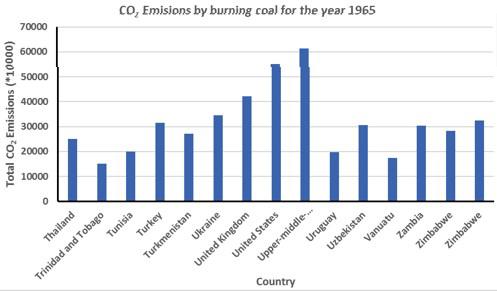 CO₂ Emisions by burning coal for the year 1965
Total CO₂ Emissions (*10000)
70000
60000
50000
40000
30000
20000
10000
0
Thailand
Trinidad and Tobago
Tunisia
Turkey
Turkmenistan
Ukraine
United Kingdom
United States
Upper-middle-...
Uruguay
Uzbekistan
Vanuatu
Zambia
Zimbabwe
Zimbabwe
Country